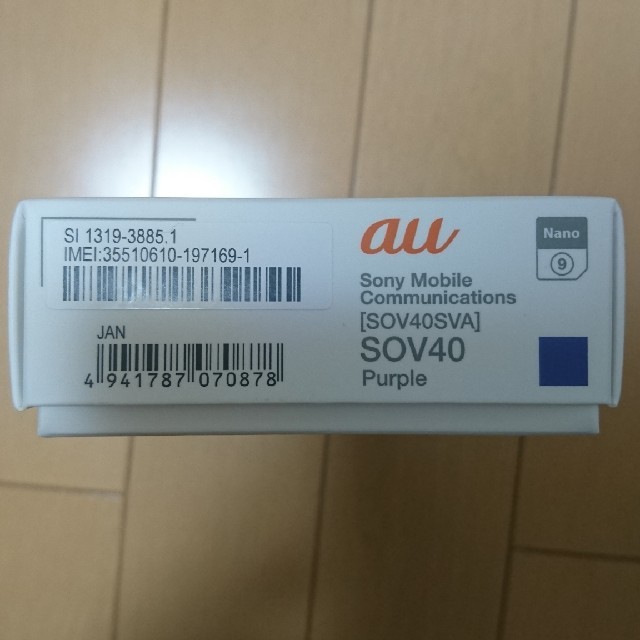 SI 1319-3885.1
IMEI:35510610-197169-1
JAN
4 941787 070878
au
Sony Mobile
Communications
[SOV40SVA]
SOV40
Purple
Nano
9